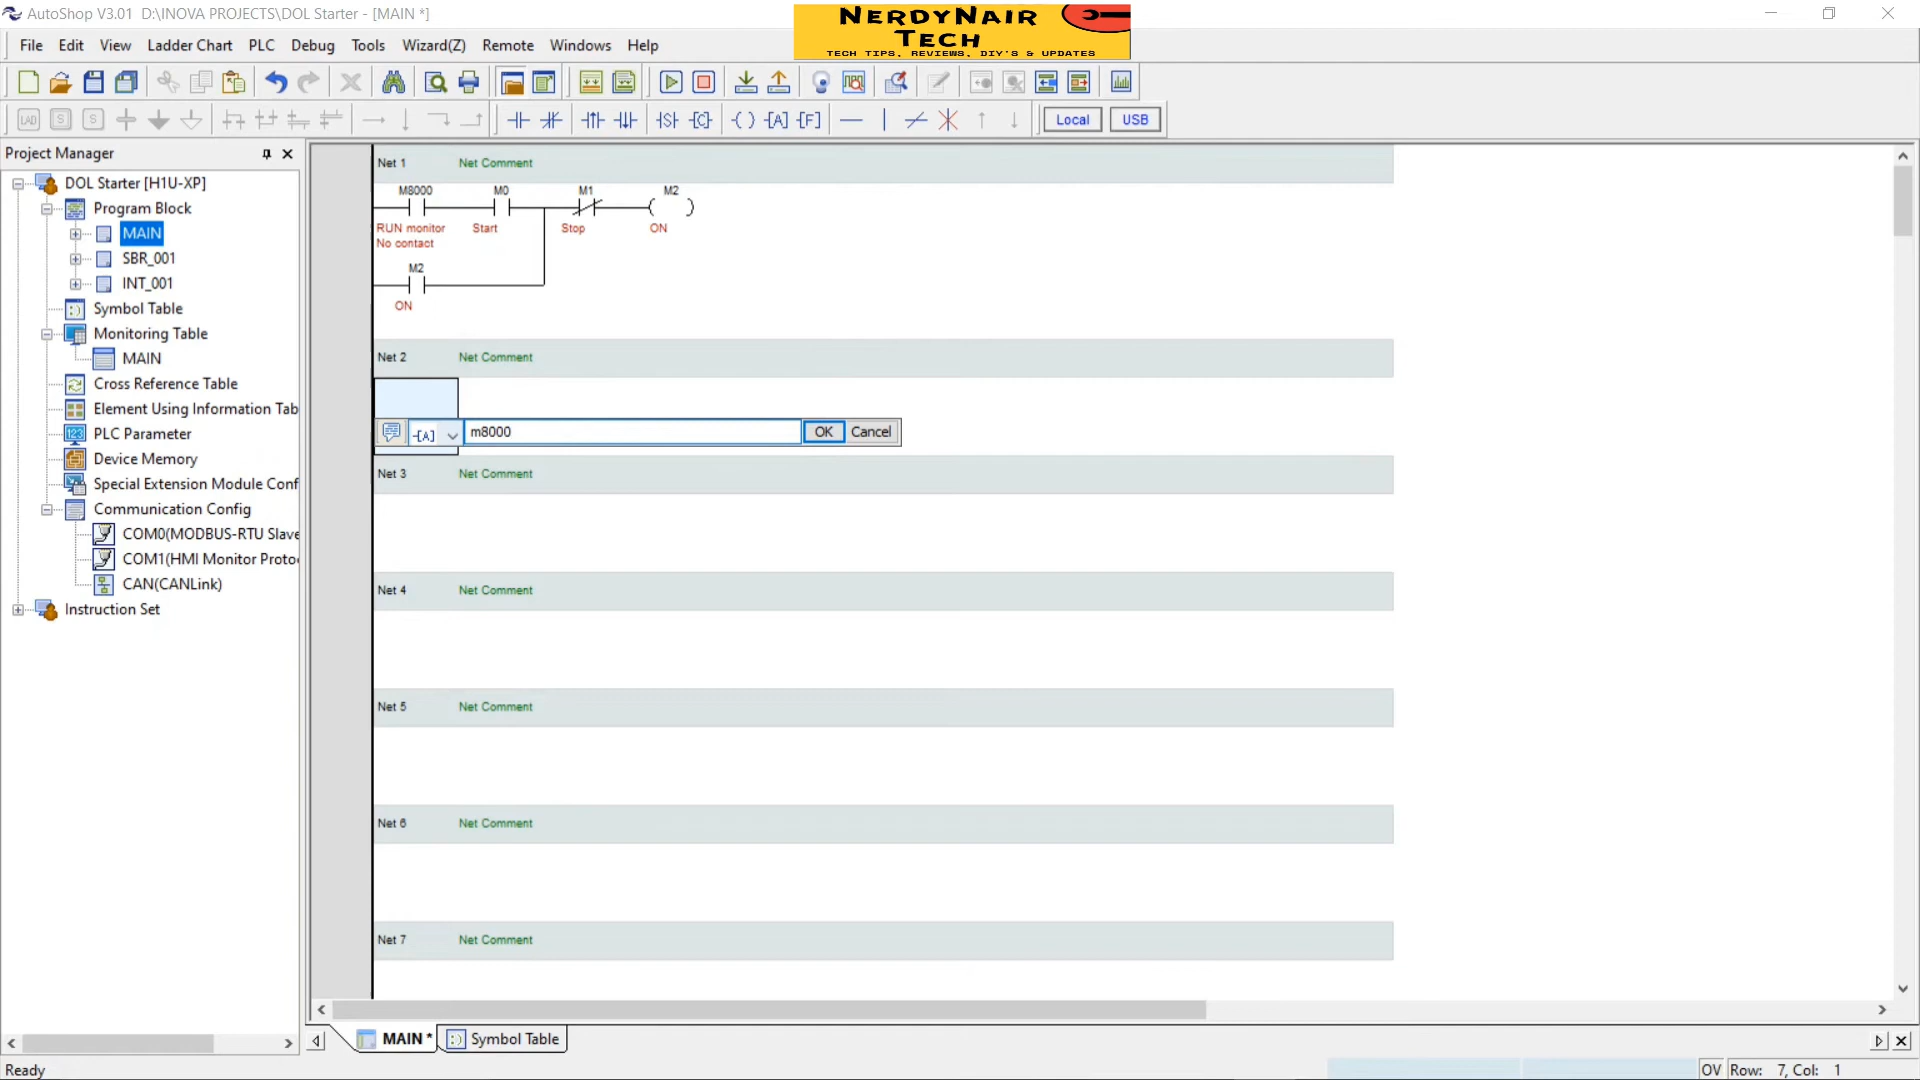 AutoShop V3.01  D:\INOVA PROJECTS\DOL Starter - [MAIN *]
NERDYNAIR
TECH
TECH TIPS, REVIEWS, DIY'S & UPDATES
File Edit View Ladder Chart PLC Debug Tools Wizard(Z) Remote Windows Help
LAD S S S C ( ) [A] [F] Local USB
Project Manager
DOL Starter [H1U-XP]
Program Block
MAIN
SBR_001
INT_001
Symbol Table
Monitoring Table
MAIN
Cross Reference Table
Element Using Information Tab
PLC Parameter
Device Memory
Special Extension Module Conf
Communication Config
COM0(MODBUS-RTU Slave
COM1(HMI Monitor Proto
CAN(CANLink)
Instruction Set
Net 1 Net Comment
M8000 M0 M1 M2
RUN monitor Start Stop ON
No contact
M2
ON
Net 2 Net Comment
-[A] m8000 OK Cancel
Net 3 Net Comment
Net 4 Net Comment
Net 5 Net Comment
Net 6 Net Comment
Net 7 Net Comment
MAIN * Symbol Table
Ready OV Row: 7, Col: 1